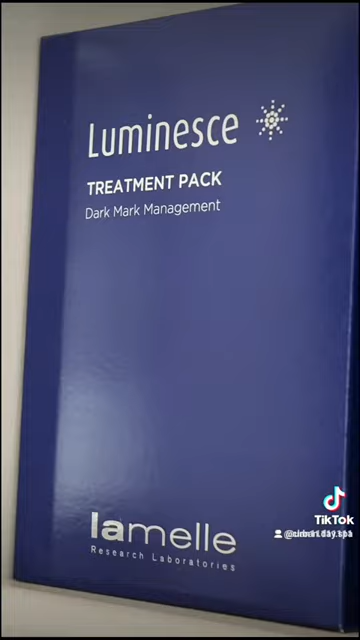 Luminesce
TREATMENT PACK
Dark Mark Management
lamelle
Research Laboratories
TikTok